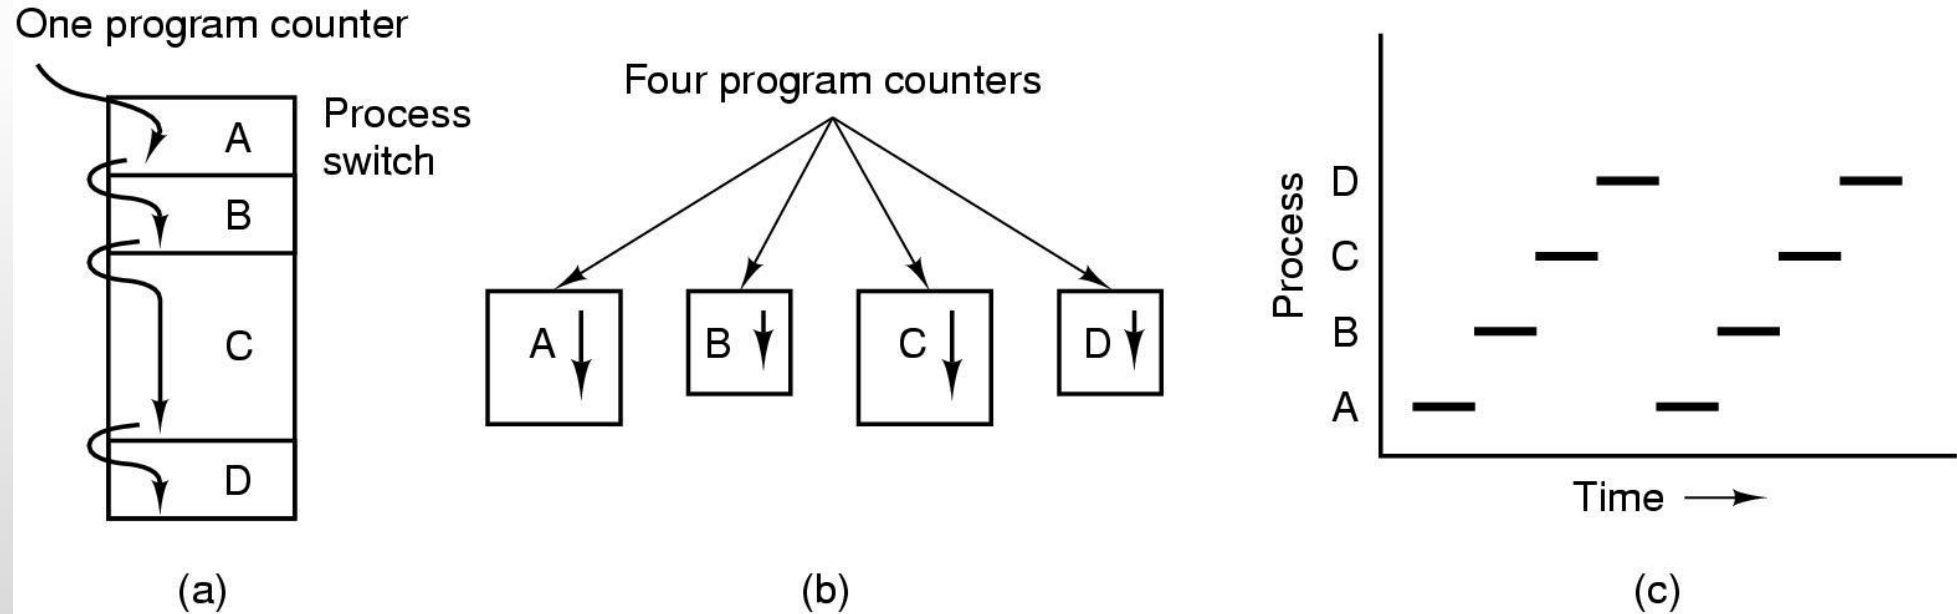 One program counter
Process
switch
A
B
C
D
(a)
Four program counters
A
B
C
D
(b)
Process
D
C
B
A
Time
(c)